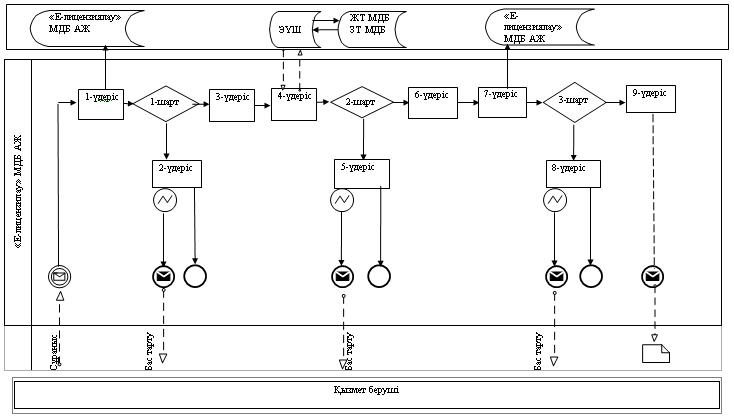 «Е-лицензиялау»
МДБ АЖ
ЭҮШ
ЖТ МДБ
ЗТ МДБ
«Е-
лицензиялау»
МДБ АЖ
«Е-лицензиялау» МДБ АЖ
1-үдеріс
1-шарт
3-үдеріс
4-үдеріс
2-шарт
6-үдеріс
7-үдеріс
3-шарт
9-үдеріс
2-үдеріс
5-үдеріс
8-үдеріс
Сұраныс
Бас тарту
Бас тарту
Бас тарту
Қызмет беруші